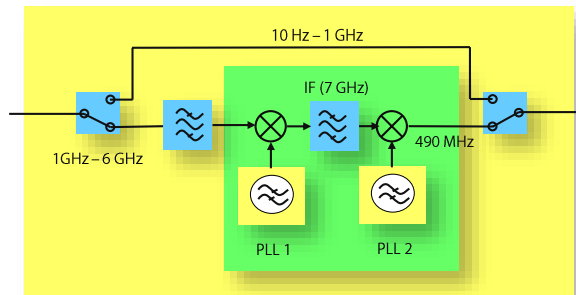 10 Hz – 1 GHz
IF (7 GHz)
490 MHz
1GHz – 6 GHz
PLL 1
PLL 2